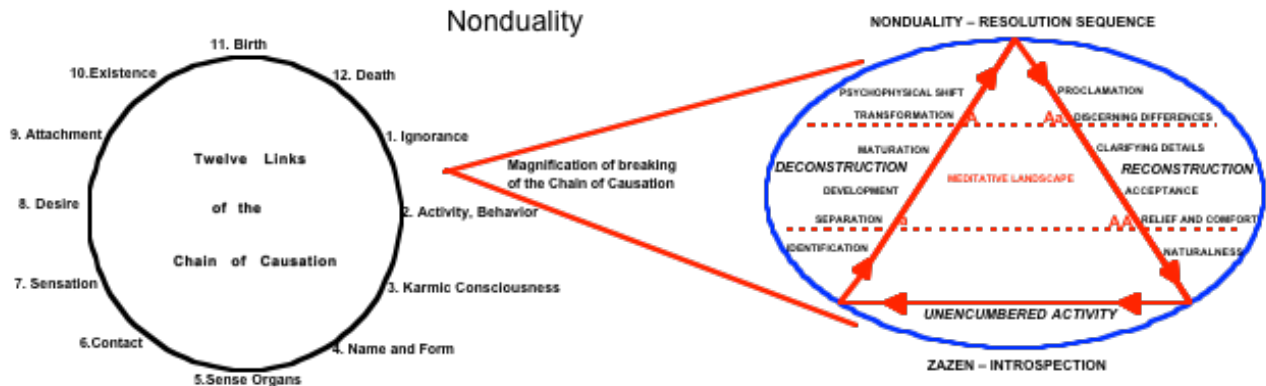 Nonduality
11. Birth
12. Death
1. Ignorance
2. Activity, Behavior
3. Karmic Consciousness
4. Name and Form
5.Sense Organs
6.Contact
7. Sensation
8. Desire
9. Attachment
10.Existence
Twelve Links
of the
Chain of Causation
Magnification of breaking
of the Chain of Causation
NONDUALITY – RESOLUTION SEQUENCE
PSYCHOPHYSICAL SHIFT
TRANSFORMATION
A
MATURATION
DECONSTRUCTION
DEVELOPMENT
SEPARATION
a
IDENTIFICATION
MEDITATIVE LANDSCAPE
PROCLAMATION
Aa
DISCERNING DIFFERENCES
CLARIFYING DETAILS
RECONSTRUCTION
ACCEPTANCE
AA
RELIEF AND COMFORT
NATURALNESS
UNENCUMBERED ACTIVITY
ZAZEN – INTROSPECTION